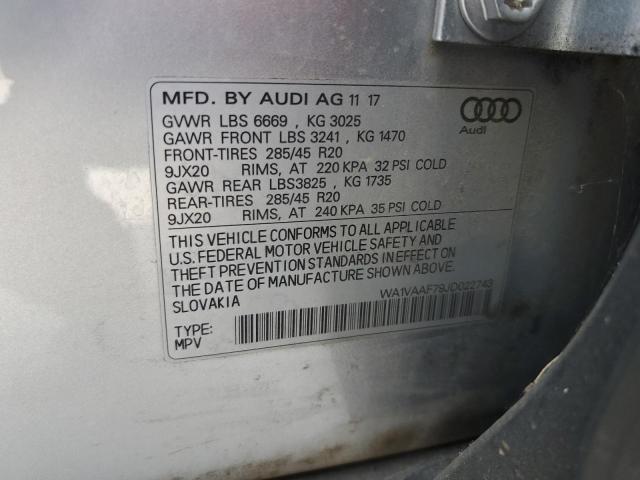 MFD. BY AUDI AG 11 17
GVWR LBS 6669 , KG 3025
GAWR FRONT LBS 3241 , KG 1470
FRONT-TIRES 285/45 R20
9JX20 RIMS, AT 220 KPA 32 PSI COLD
GAWR REAR LBS3825 , KG 1735
REAR-TIRES 285/45 R20
9JX20 RIMS, AT 240 KPA 35 PSI COLD
THIS VEHICLE CONFORMS TO ALL APPLICABLE
U.S. FEDERAL MOTOR VEHICLE SAFETY AND
THEFT PREVENTION STANDARDS IN EFFECT ON
THE DATE OF MANUFACTURE SHOWN ABOVE.
SLOVAKIA
WA1VAAF79JD022743
TYPE:
MPV
Audi